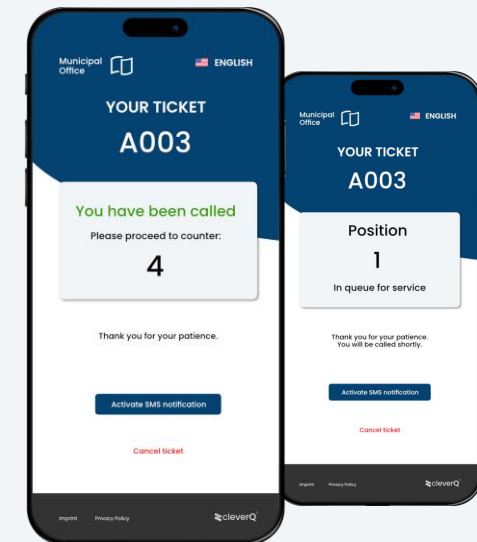 Municipal
Office
ENGLISH
YOUR TICKET
A003
You have been called
Please proceed to counter:
4
Thank you for your patience.
Activate SMS notification
Cancel ticket
Imprint
Privacy Policy
cleverQ
Municipal
Office
ENGLISH
YOUR TICKET
A003
Position
1
In queue for service
Thank you for your patience.
You will be called shortly.
Activate SMS notification
Cancel ticket
Imprint
Privacy Policy
cleverQ